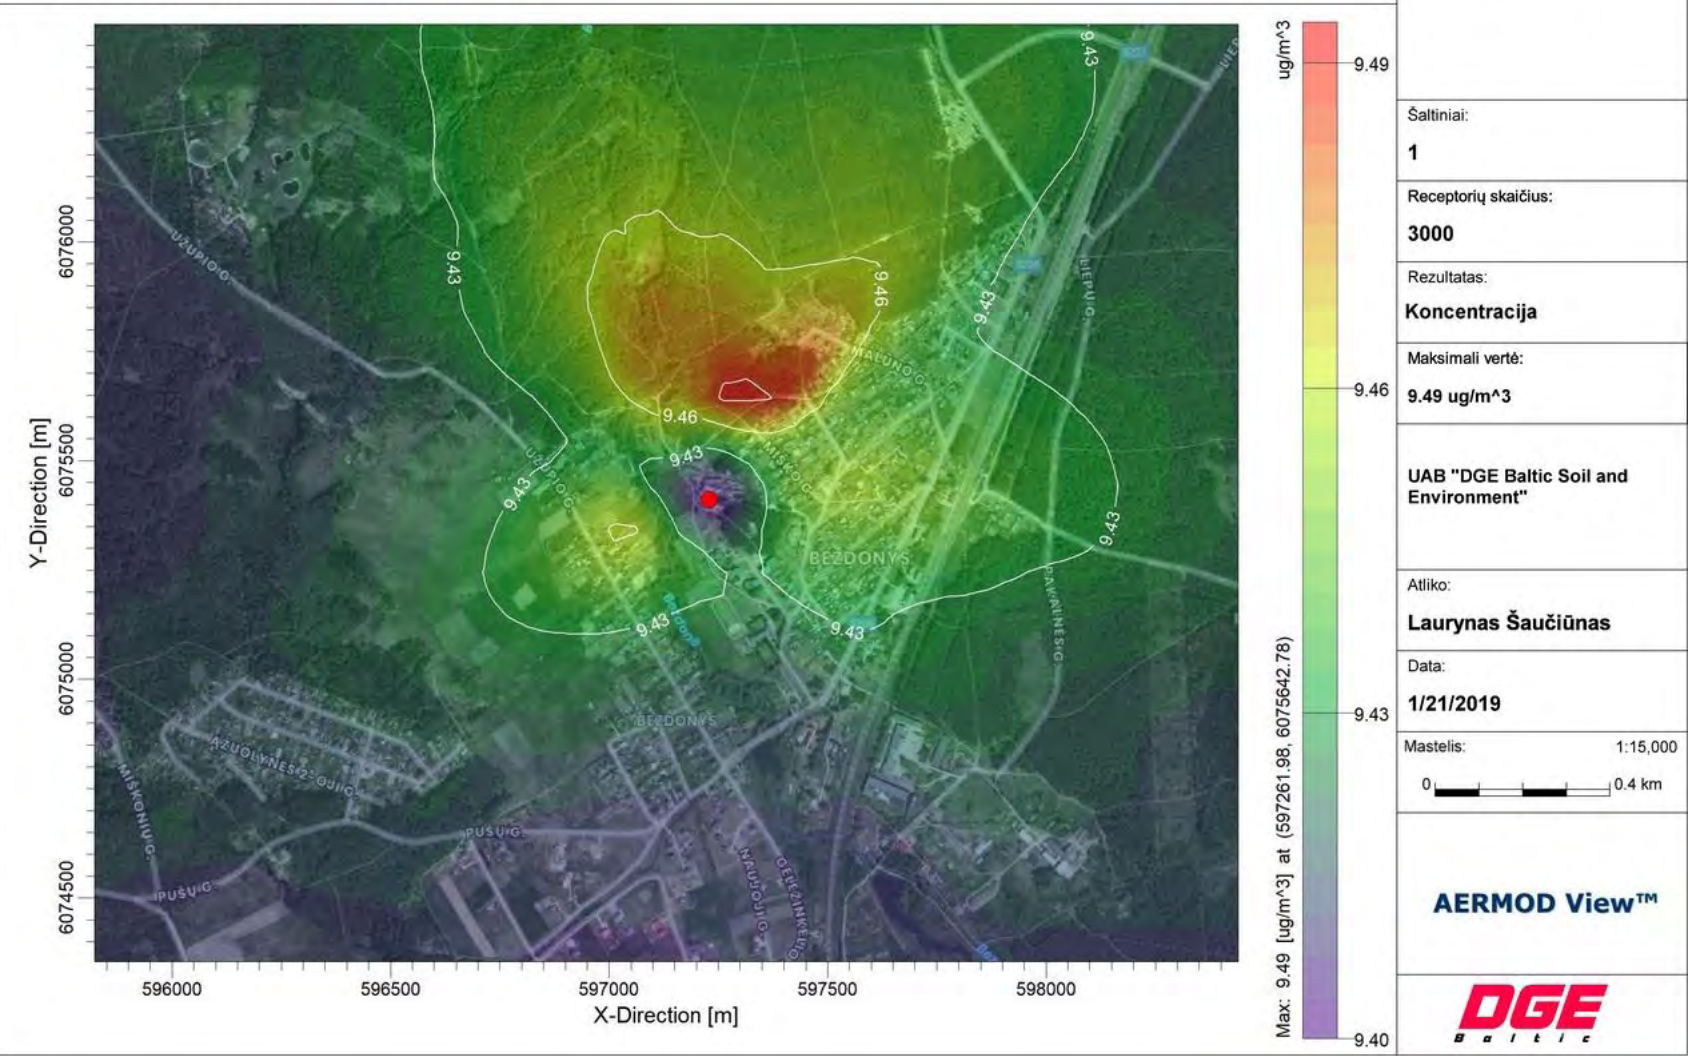 ug/m^3
9.49
9.46
9.43
9.40
Max: 9.49 [ug/m^3] at (597261.98, 6075642.78)
Y-Direction [m]
6076000
6075500
6075000
6074500
596000
596500
597000
597500
598000
X-Direction [m]
9.43
9.43
9.46
9.43
9.46
9.43
9.43
9.43
9.43
9.43
UŽUPIO G.
LIEPŲ G.
MALŪNO G.
UŽUPIO G.
MIŠKO G.
BEZDONYS
PAKALNĖS G.
BEZDONYS
ĄŽUOLYNĖS 2-OJI G.
MIŠKONIŲ G.
PUŠŲ G.
PUŠŲ G.
NAUJOJI G.
Šaltiniai:
1
Receptorių skaičius:
3000
Rezultatas:
Koncentracija
Maksimali vertė:
9.49 ug/m^3
UAB "DGE Baltic Soil and
Environment"
Atliko:
Laurynas Šaučiūnas
Data:
1/21/2019
Mastelis:
1:15,000
0
0.4 km
AERMOD View™
DGE
Baltic